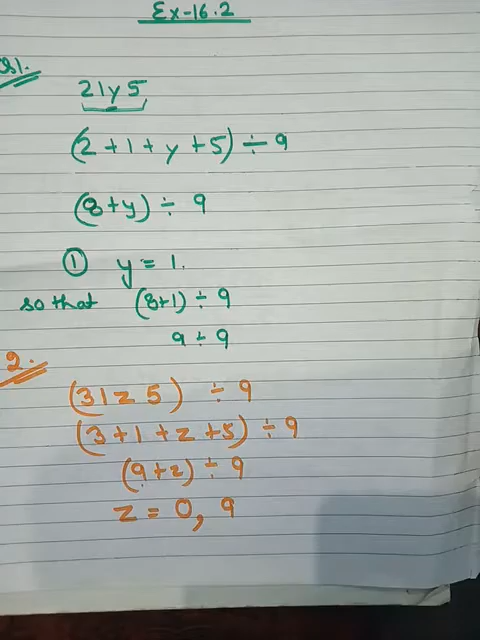 Ex-16.2
Q1.
21y5
(2+1+y+5) ÷ 9
(8+y) ÷ 9
① y = 1.
so that (8+1) ÷ 9
9 ÷ 9
2.
(31z5) ÷ 9
(3+1+z+5) ÷ 9
(9+z) ÷ 9
z = 0, 9